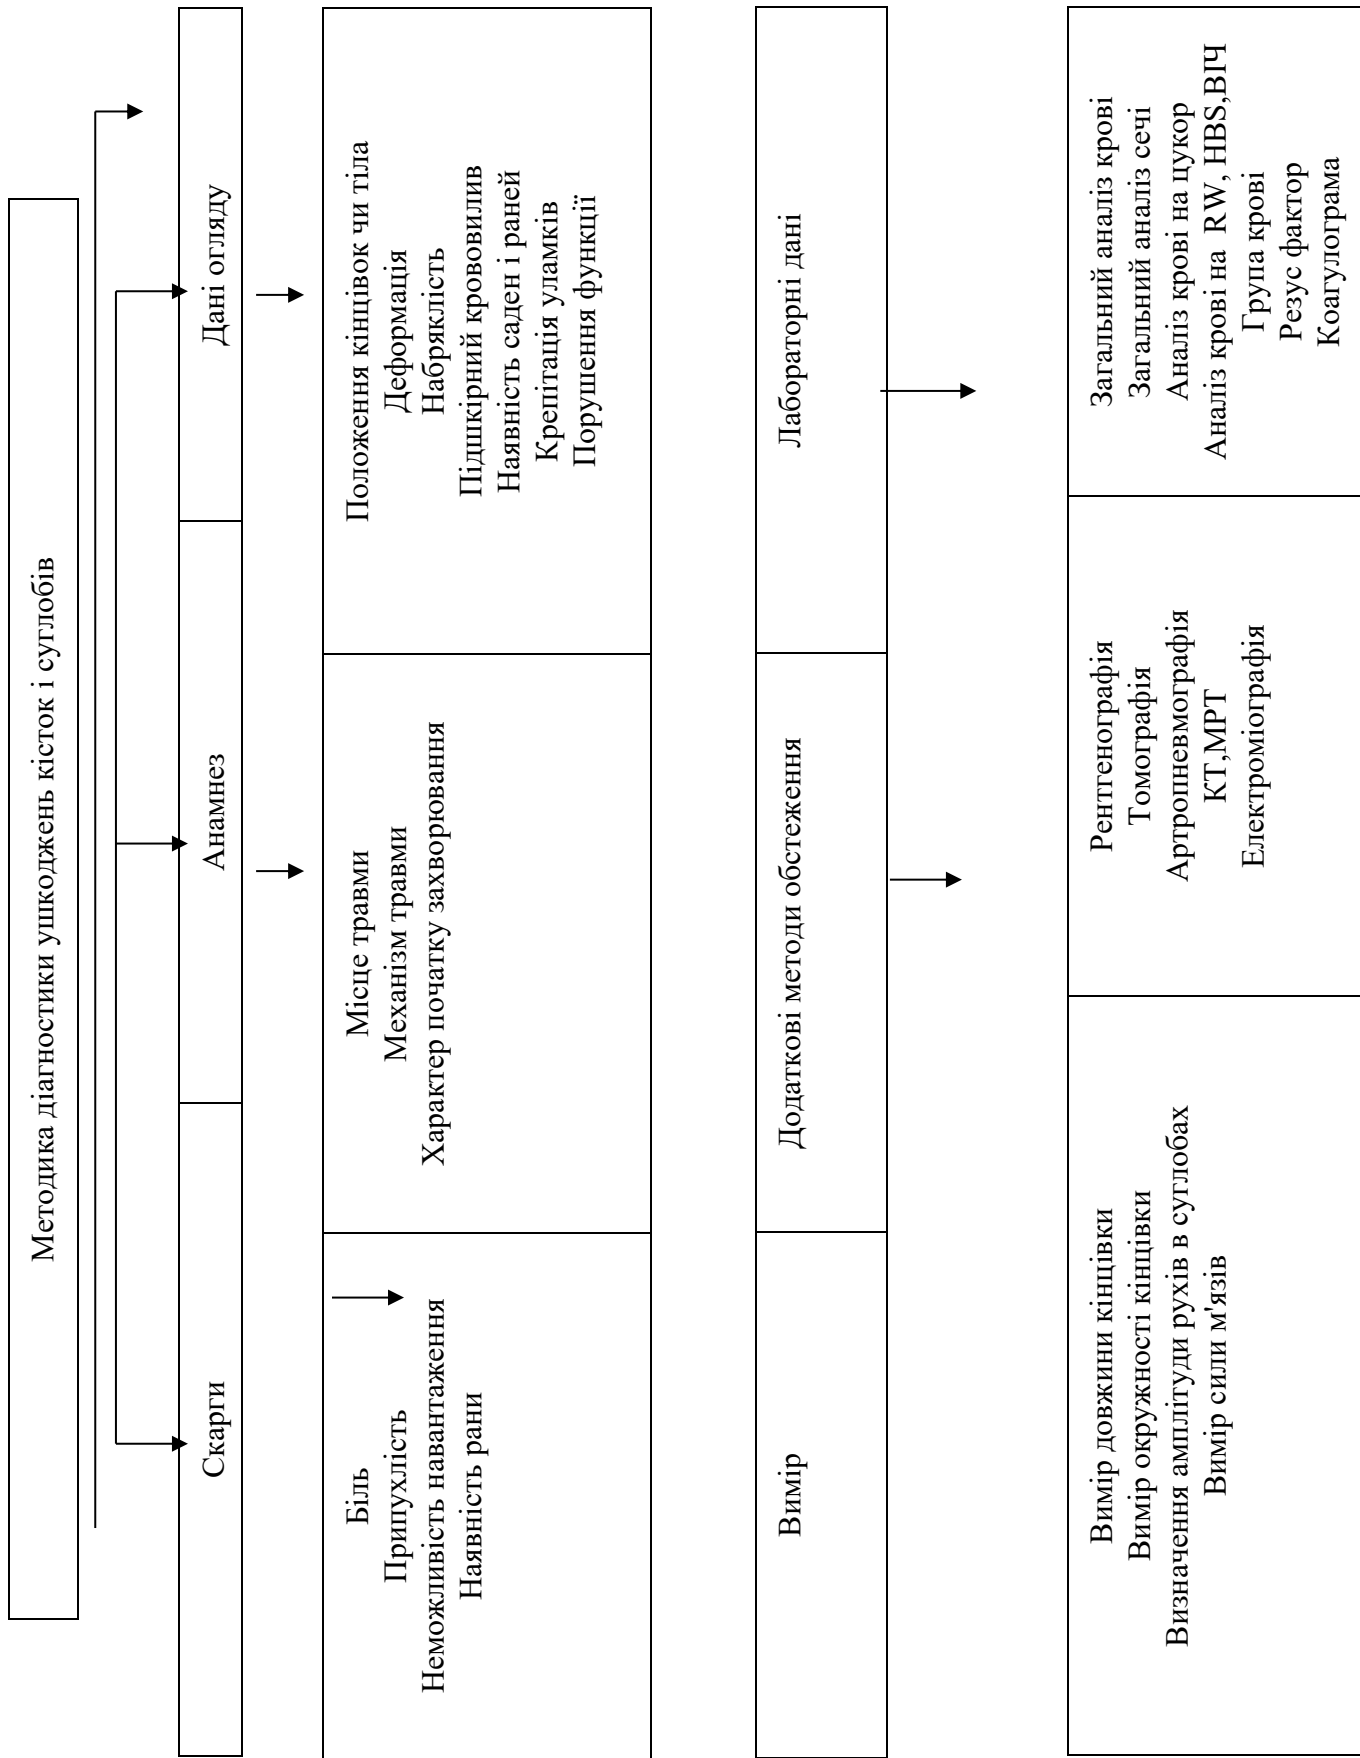 Методика діагностики ушкоджень кісток і суглобів
Скарги
Анамнез
Дані огляду
Біль
Припухлість
Неможливість навантаження
Наявність рани
Місце травми
Механізм травми
Характер початку захворювання
Положення кінцівок чи тіла
Деформація
Набряклість
Підшкірний крововилив
Наявність саден і раней
Крепітація уламків
Порушення функції
Вимір
Додаткові методи обстеження
Лабораторні дані
Вимір довжини кінцівки
Вимір окружності кінцівки
Визначення амплітуди рухів в суглобах
Вимір сили м'язів
Рентгенографія
Томографія
Артропневмографія
КТ,МРТ
Електроміографія
Загальний аналіз крові
Загальний аналіз сечі
Аналіз крові на цукор
Аналіз крові на RW, HBS,ВІЧ
Група крові
Резус фактор
Коагулограма